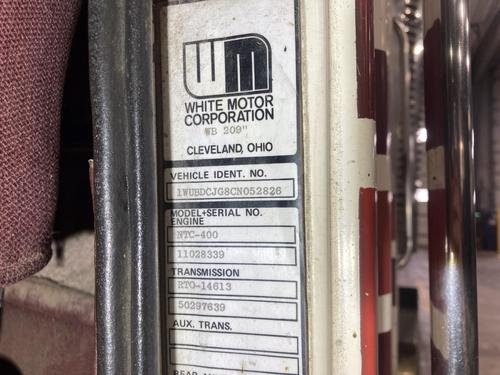 WM
WHITE MOTOR
CORPORATION
WB 209"
CLEVELAND, OHIO
VEHICLE IDENT. NO.
1WUBDCJG8CN052826
MODEL+SERIAL NO.
ENGINE
NTC-400
11028339
TRANSMISSION
RTO-14613
50297639
AUX. TRANS.
REAR